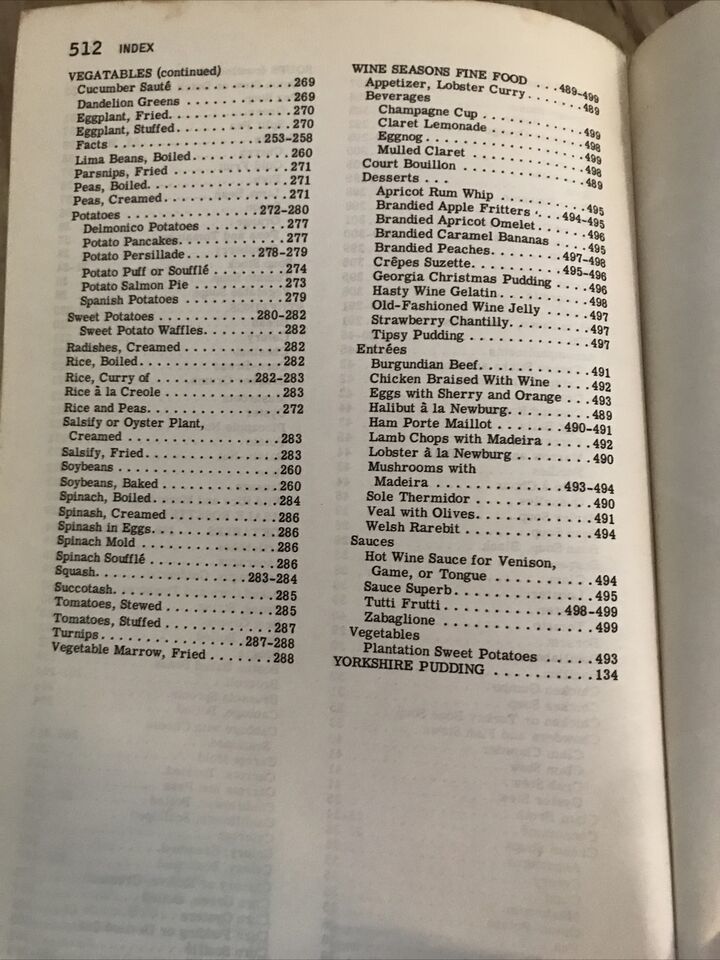 512 INDEX
VEGATABLES (continued)
Cucumber Sauté . . . . . . . . . . . . 269
Dandelion Greens . . . . . . . . . . . 269
Eggplant, Fried. . . . . . . . . . . . . 270
Eggplant, Stuffed . . . . . . . . . . . 270
Facts . . . . . . . . . . . . . . . . . 253-258
Lima Beans, Boiled. . . . . . . . . . 260
Parsnips, Fried . . . . . . . . . . . . 271
Peas, Boiled. . . . . . . . . . . . . . 271
Peas, Creamed. . . . . . . . . . . . . 271
Potatoes . . . . . . . . . . . . . . . 272-280
Delmonico Potatoes . . . . . . . . 277
Potato Pancakes. . . . . . . . . . . 277
Potato Persillade . . . . . . . . 278-279
Potato Puff or Soufflé . . . . . . . 274
Potato Salmon Pie . . . . . . . . . 273
Spanish Potatoes . . . . . . . . . . 279
Sweet Potatoes . . . . . . . . . . . 280-282
Sweet Potato Waffles. . . . . . . . 282
Radishes, Creamed . . . . . . . . . . 282
Rice, Boiled. . . . . . . . . . . . . . 282
Rice, Curry of . . . . . . . . . . . 282-283
Rice à la Creole . . . . . . . . . . . 283
Rice and Peas. . . . . . . . . . . . . 272
Salsify or Oyster Plant,
Creamed . . . . . . . . . . . . . . . 283
Salsify, Fried. . . . . . . . . . . . . 283
Soybeans . . . . . . . . . . . . . . . 260
Soybeans, Baked . . . . . . . . . . . 260
Spinach, Boiled. . . . . . . . . . . . 284
Spinash, Creamed . . . . . . . . . . 286
Spinash in Eggs. . . . . . . . . . . . 286
Spinach Mold . . . . . . . . . . . . . 286
Spinach Soufflé . . . . . . . . . . . . 286
Squash. . . . . . . . . . . . . . . . 283-284
Succotash. . . . . . . . . . . . . . . 285
Tomatoes, Stewed . . . . . . . . . . 285
Tomatoes, Stuffed . . . . . . . . . . 287
Turnips. . . . . . . . . . . . . . . 287-288
Vegetable Marrow, Fried . . . . . . . 288
WINE SEASONS FINE FOOD . . . 489-499
Appetizer, Lobster Curry. . . . . . . 489
Beverages
Champagne Cup . . . . . . . . . . . 499
Claret Lemonade . . . . . . . . . . 498
Eggnog. . . . . . . . . . . . . . . . 499
Mulled Claret . . . . . . . . . . . . 498
Court Bouillon . . . . . . . . . . . . 489
Desserts . . .
Apricot Rum Whip . . . . . . . . . 495
Brandied Apple Fritters . . . . 494-495
Brandied Apricot Omelet. . . . . . 496
Brandied Caramel Bananas . . . . 495
Brandied Peaches. . . . . . . . 497-498
Crêpes Suzette. . . . . . . . . . 495-496
Georgia Christmas Pudding . . . . 496
Hasty Wine Gelatin. . . . . . . . . 498
Old-Fashioned Wine Jelly . . . . . 497
Strawberry Chantilly. . . . . . . . 497
Tipsy Pudding . . . . . . . . . . . . 497
Entrées
Burgundian Beef. . . . . . . . . . . 491
Chicken Braised With Wine . . . . 492
Eggs with Sherry and Orange . . . 493
Halibut à la Newburg. . . . . . . . 489
Ham Porte Maillot . . . . . . . 490-491
Lamb Chops with Madeira . . . . . 492
Lobster à la Newburg . . . . . . . . 490
Mushrooms with
Madeira . . . . . . . . . . . . . 493-494
Sole Thermidor . . . . . . . . . . . 490
Veal with Olives. . . . . . . . . . . 491
Welsh Rarebit . . . . . . . . . . . . 494
Sauces
Hot Wine Sauce for Venison,
Game, or Tongue . . . . . . . . . . 494
Sauce Superb. . . . . . . . . . . . . 495
Tutti Frutti . . . . . . . . . . . 498-499
Zabaglione . . . . . . . . . . . . . . 499
Vegetables
Plantation Sweet Potatoes . . . . . 493
YORKSHIRE PUDDING . . . . . . . . . . 134